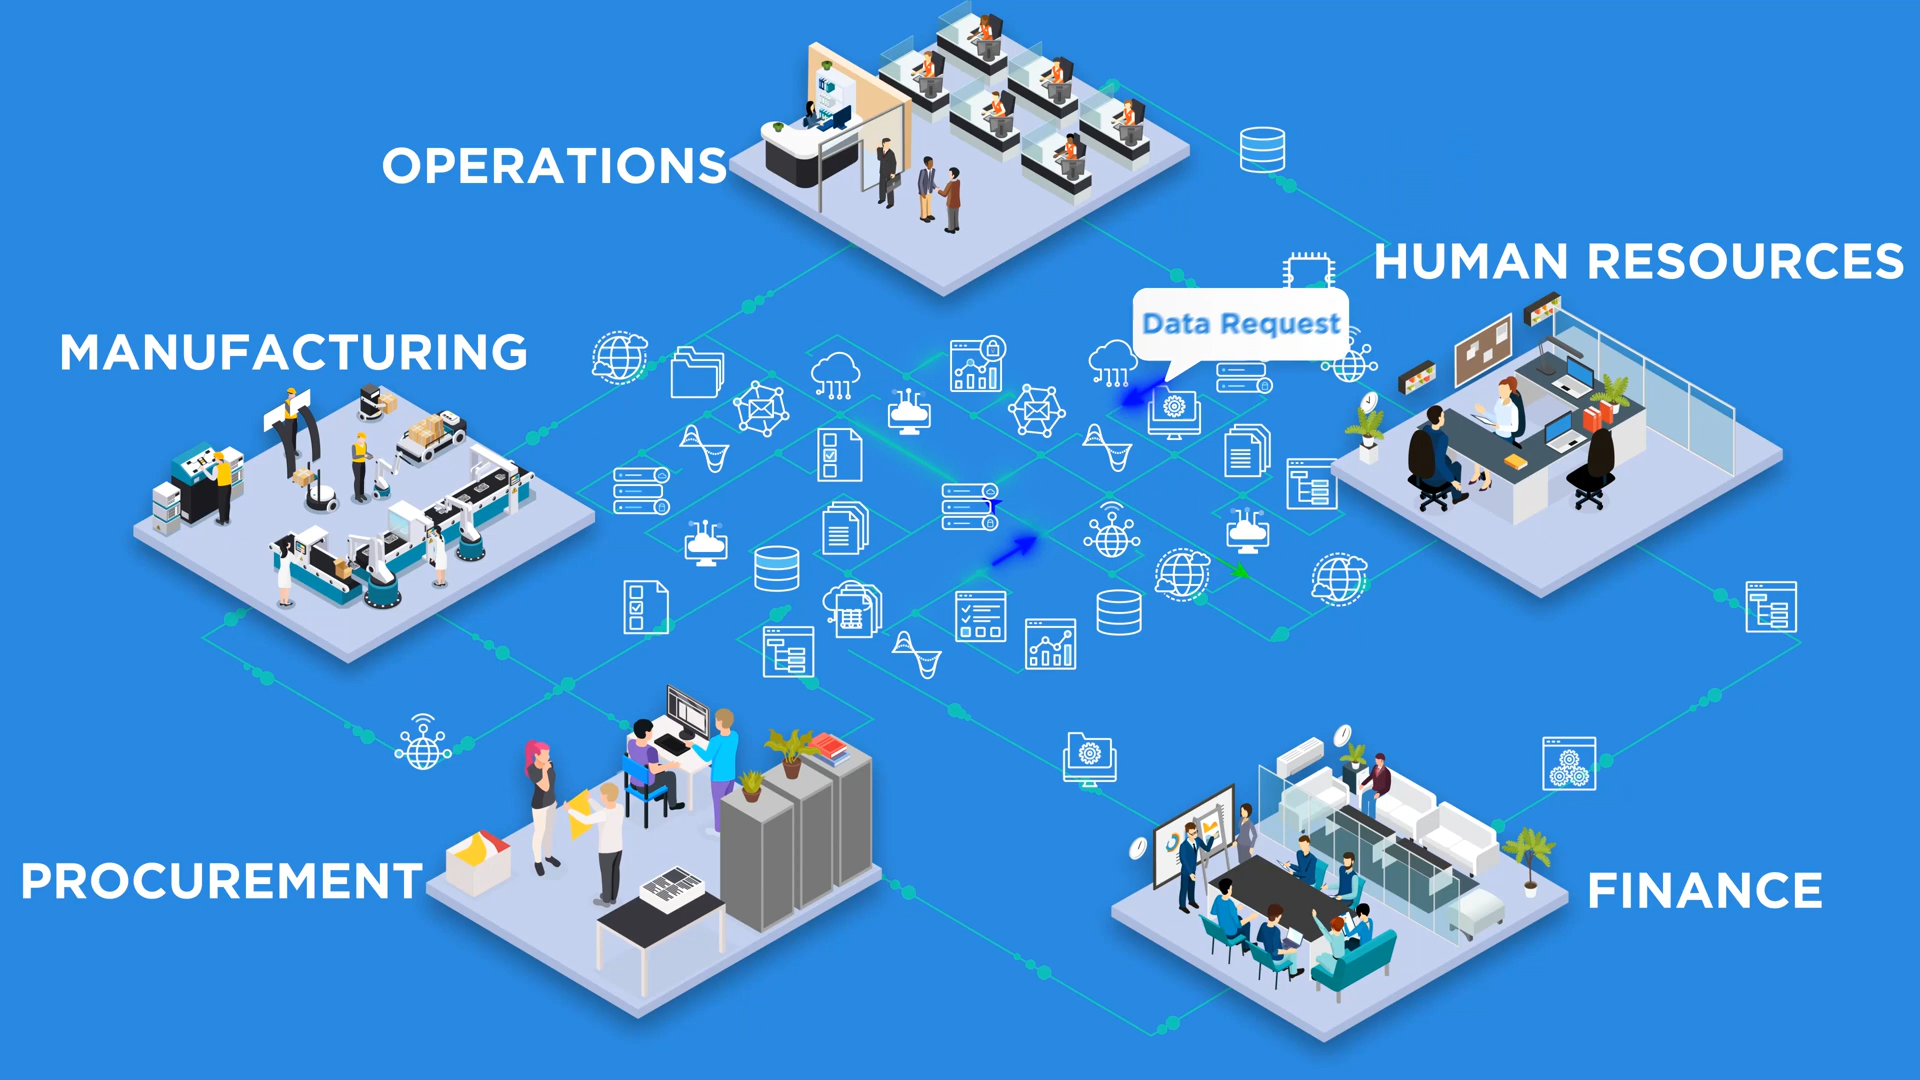 OPERATIONS
HUMAN RESOURCES
Data Request
MANUFACTURING
PROCUREMENT
FINANCE